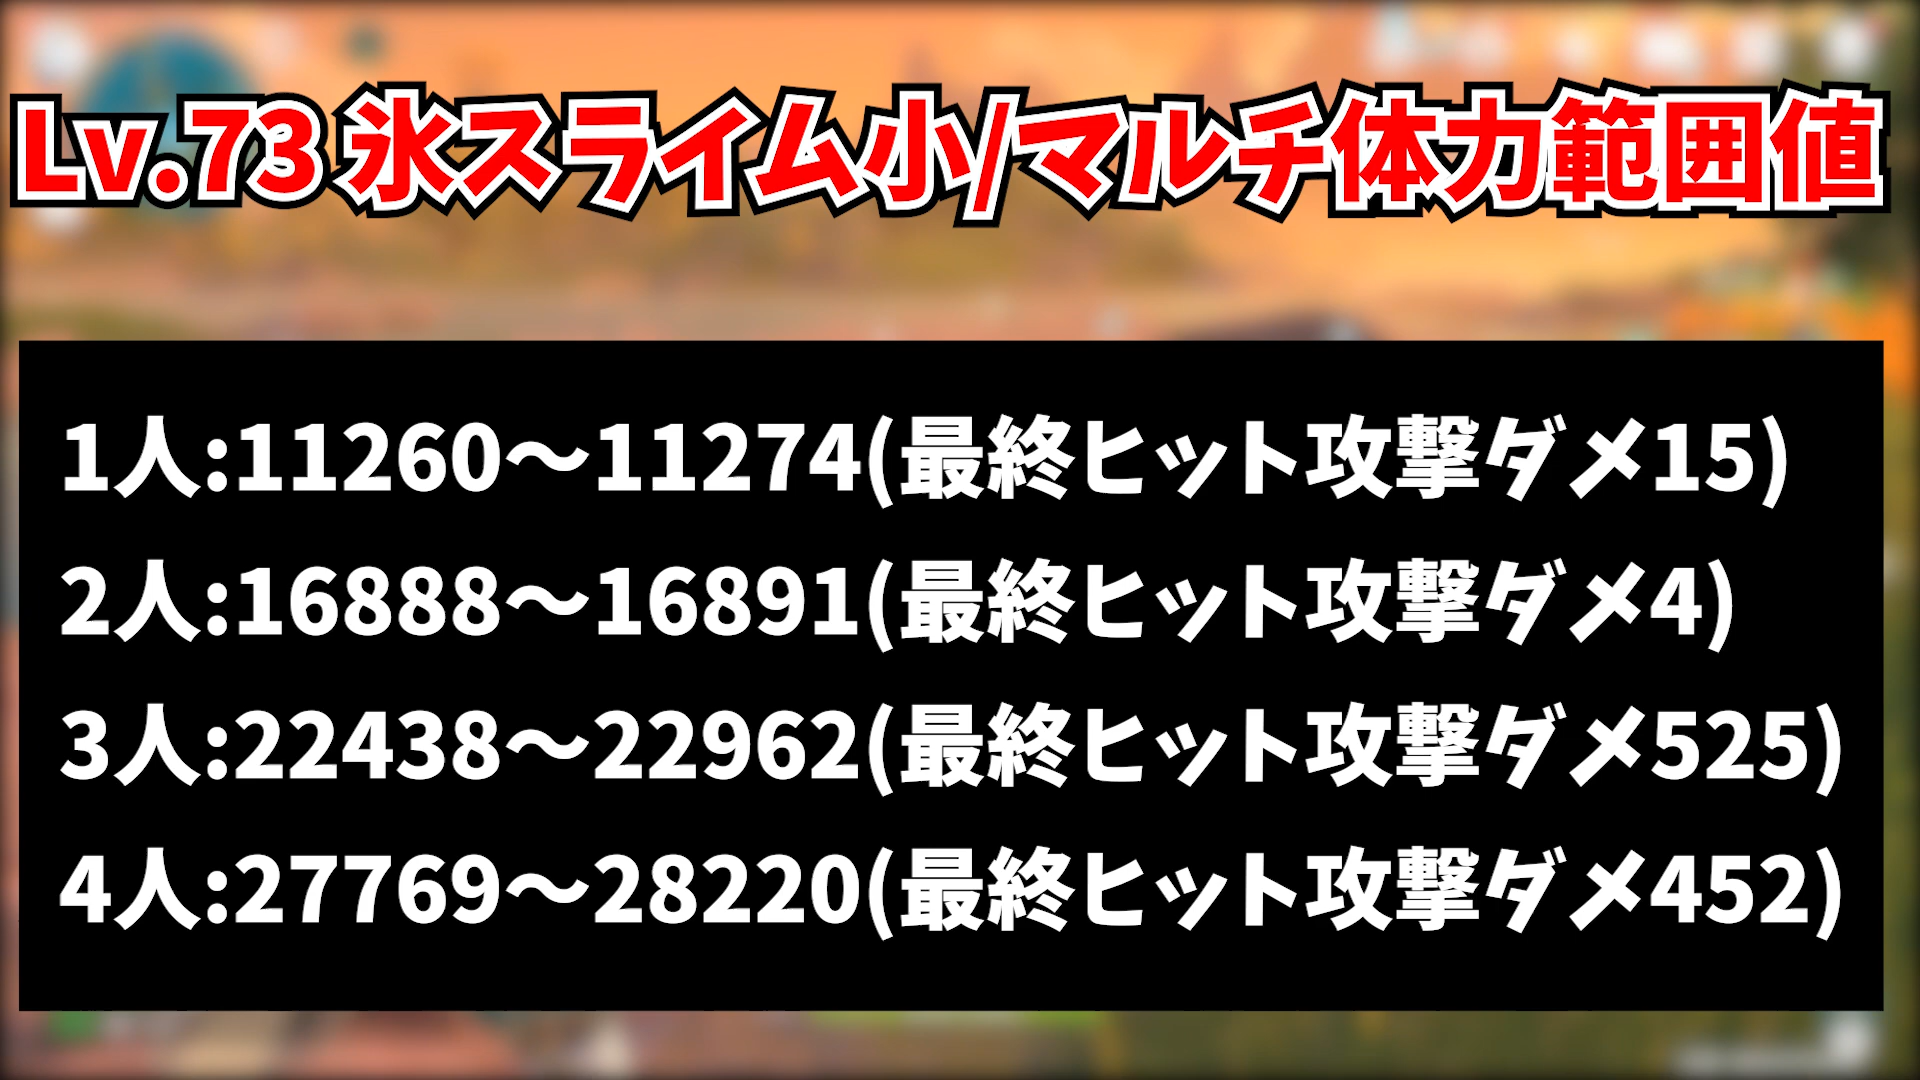 Lv.73 氷スライム小/マルチ体力範囲値
1人:11260～11274(最終ヒット攻撃ダメ15)
2人:16888～16891(最終ヒット攻撃ダメ4)
3人:22438～22962(最終ヒット攻撃ダメ525)
4人:27769～28220(最終ヒット攻撃ダメ452)